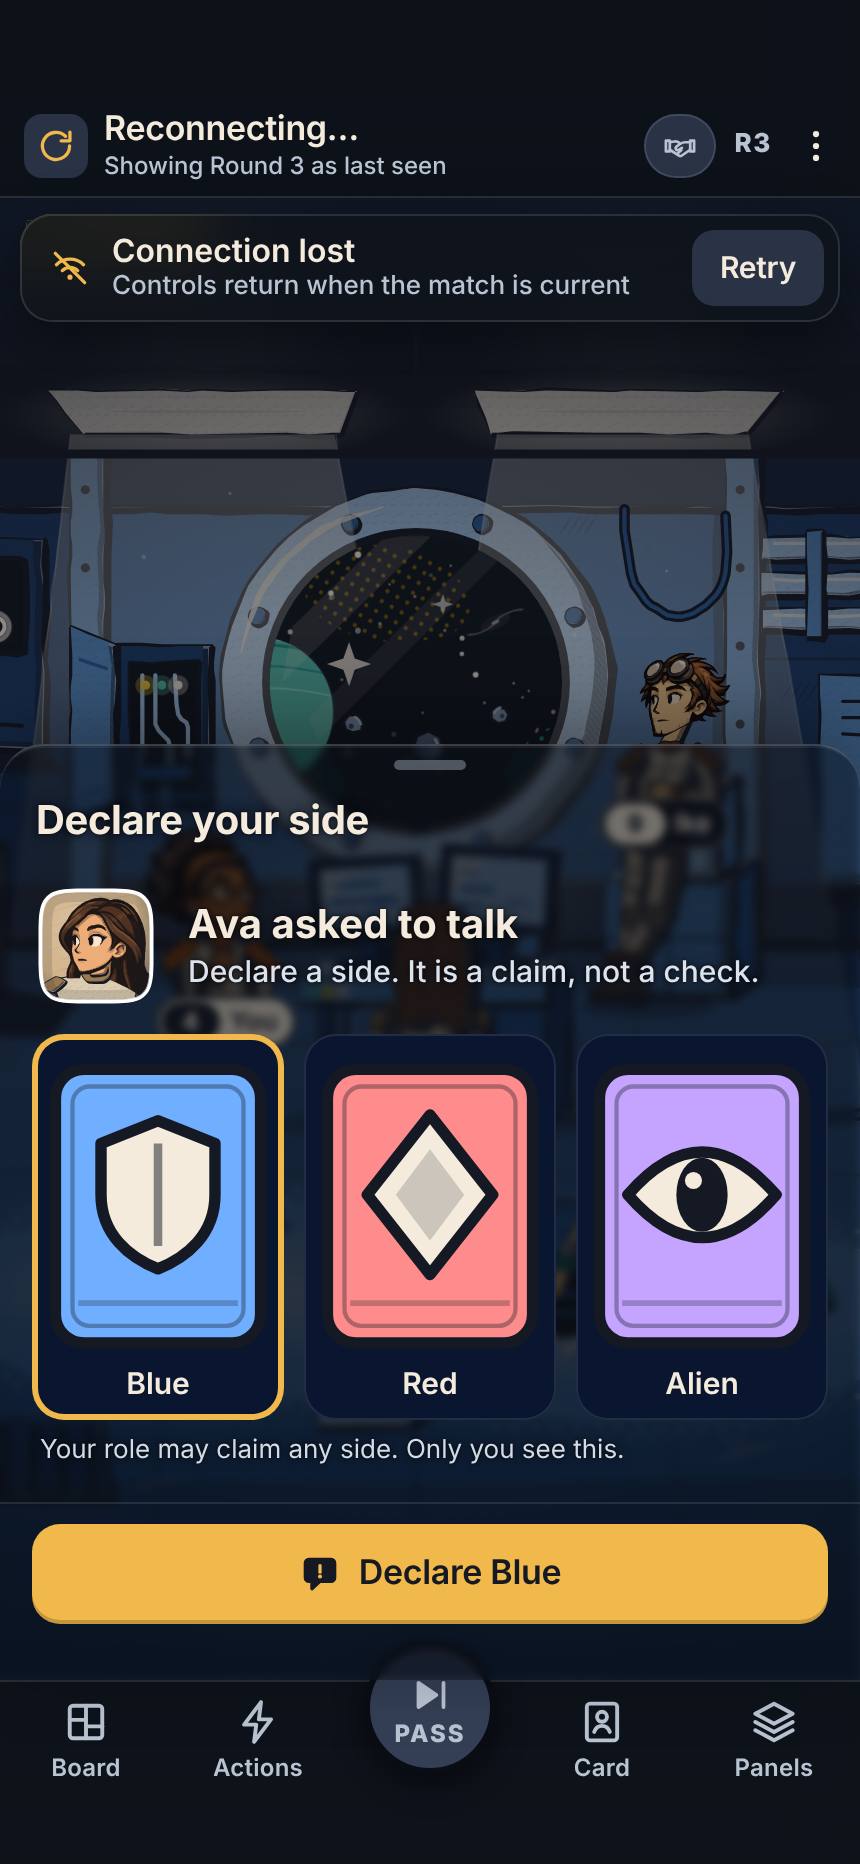 Reconnecting...
Showing Round 3 as last seen
R3
Connection lost
Controls return when the match is current
Retry
Declare your side
Ava asked to talk
Declare a side. It is a claim, not a check.
Blue
Red
Alien
Your role may claim any side. Only you see this.
Declare Blue
PASS
Board
Actions
Card
Panels